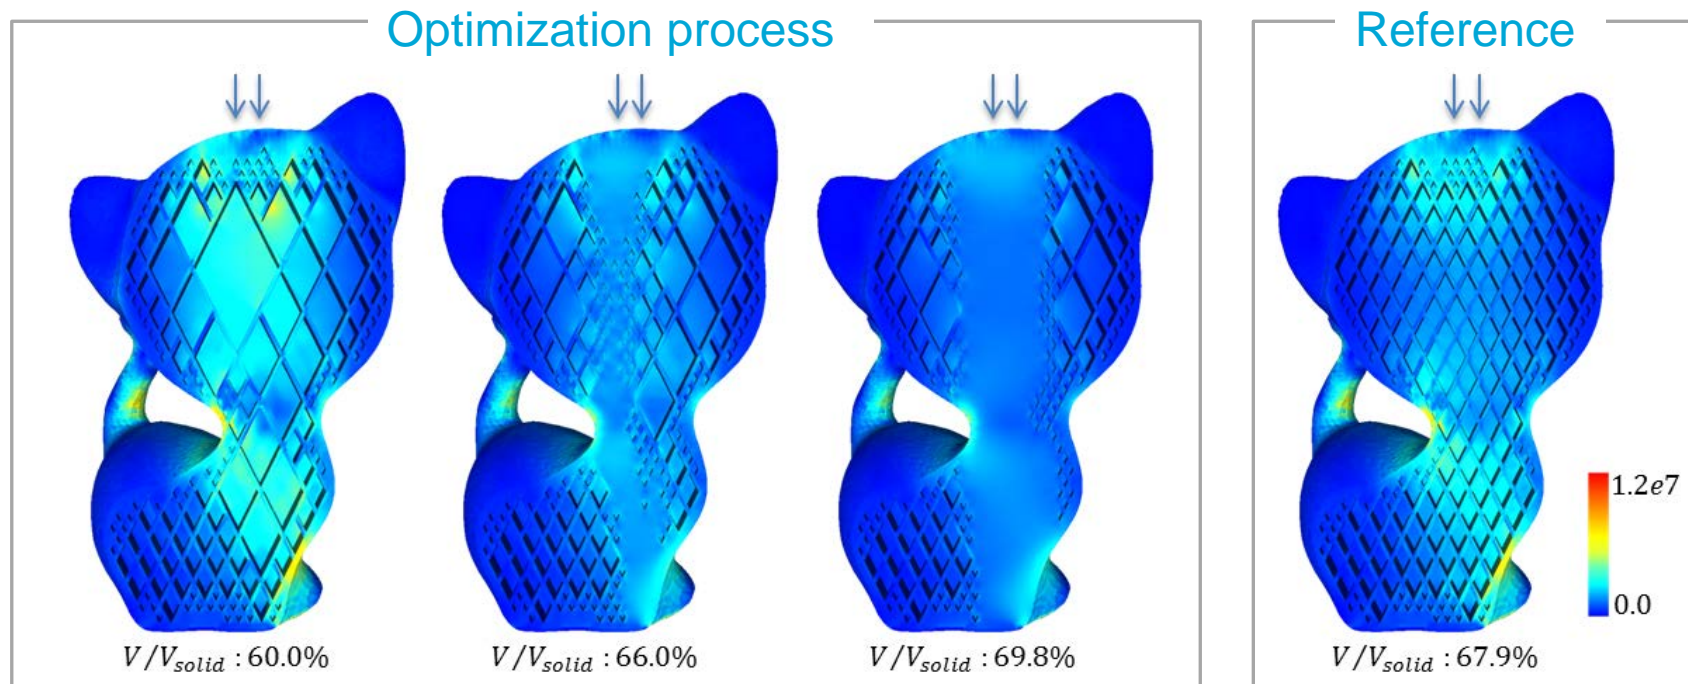 Optimization process
Reference
1.2e7
0.0
V/V_solid : 60.0%
V/V_solid : 66.0%
V/V_solid : 69.8%
V/V_solid : 67.9%